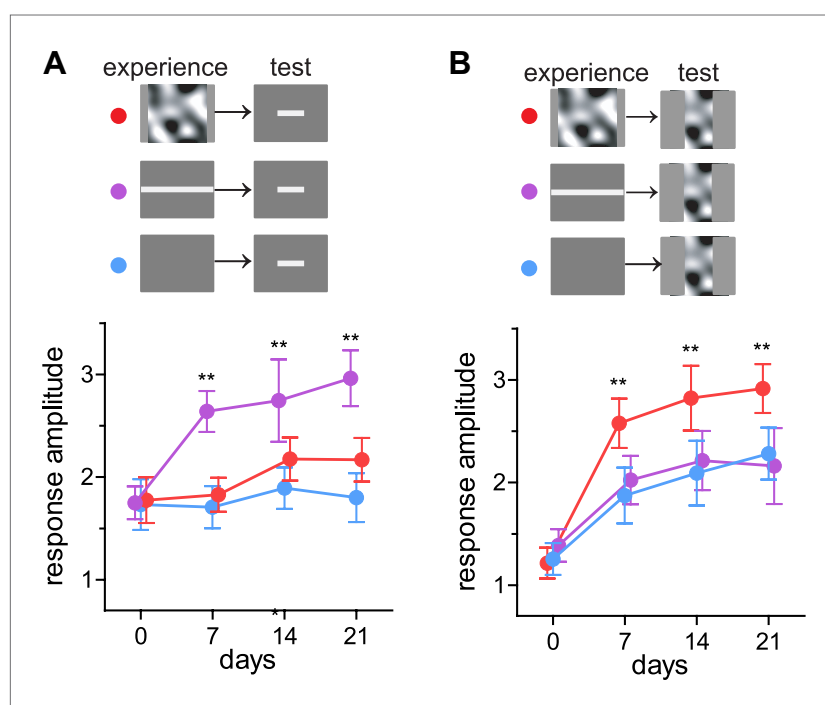 A
experience test
3
2
1
response amplitude
** ** **
*
0 7 14 21
days
B
experience test
3
2
1
response amplitude
** ** **
0 7 14 21
days